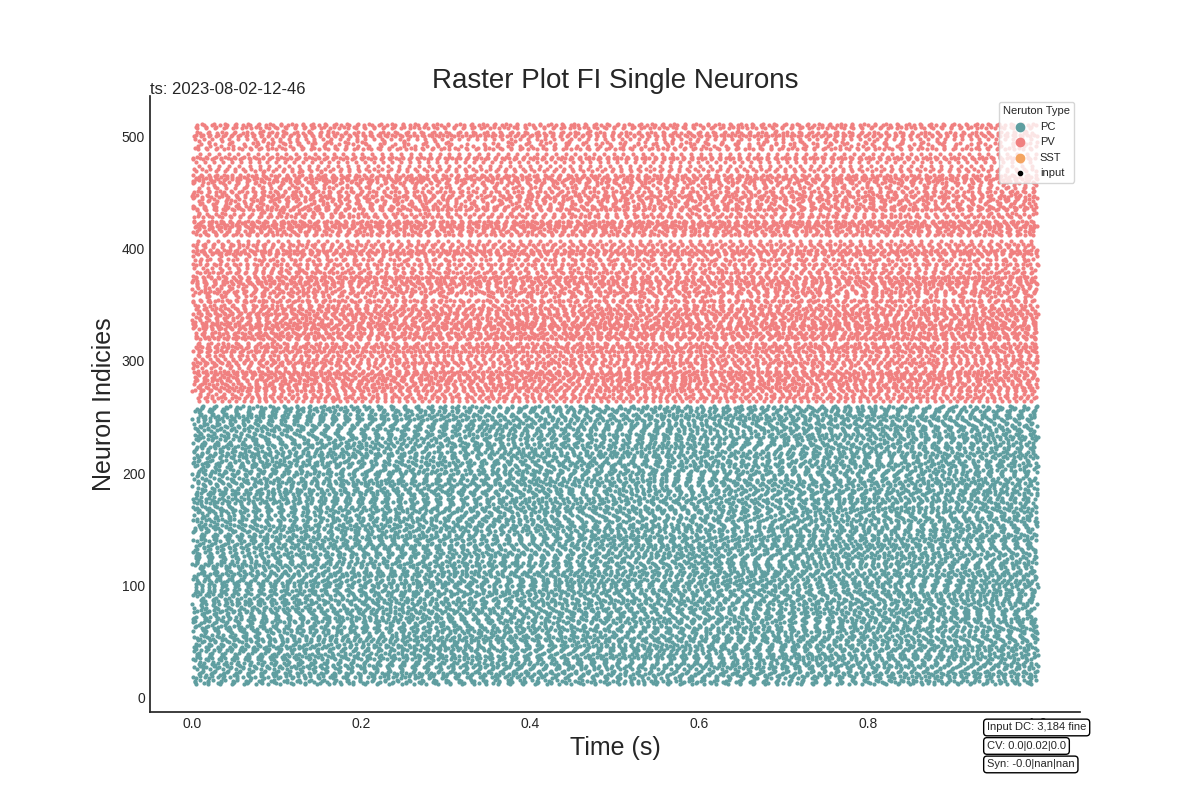 Raster Plot FI Single Neurons
ts: 2023-08-02-12-46
Neruton Type
PC
PV
SST
input
500
400
300
200
100
0
Neuron Indicies
0.0 0.2 0.4 0.6 0.8
Time (s)
Input DC: 3,184 fine
CV: 0.0|0.02|0.0
Syn: -0.0|nan|nan